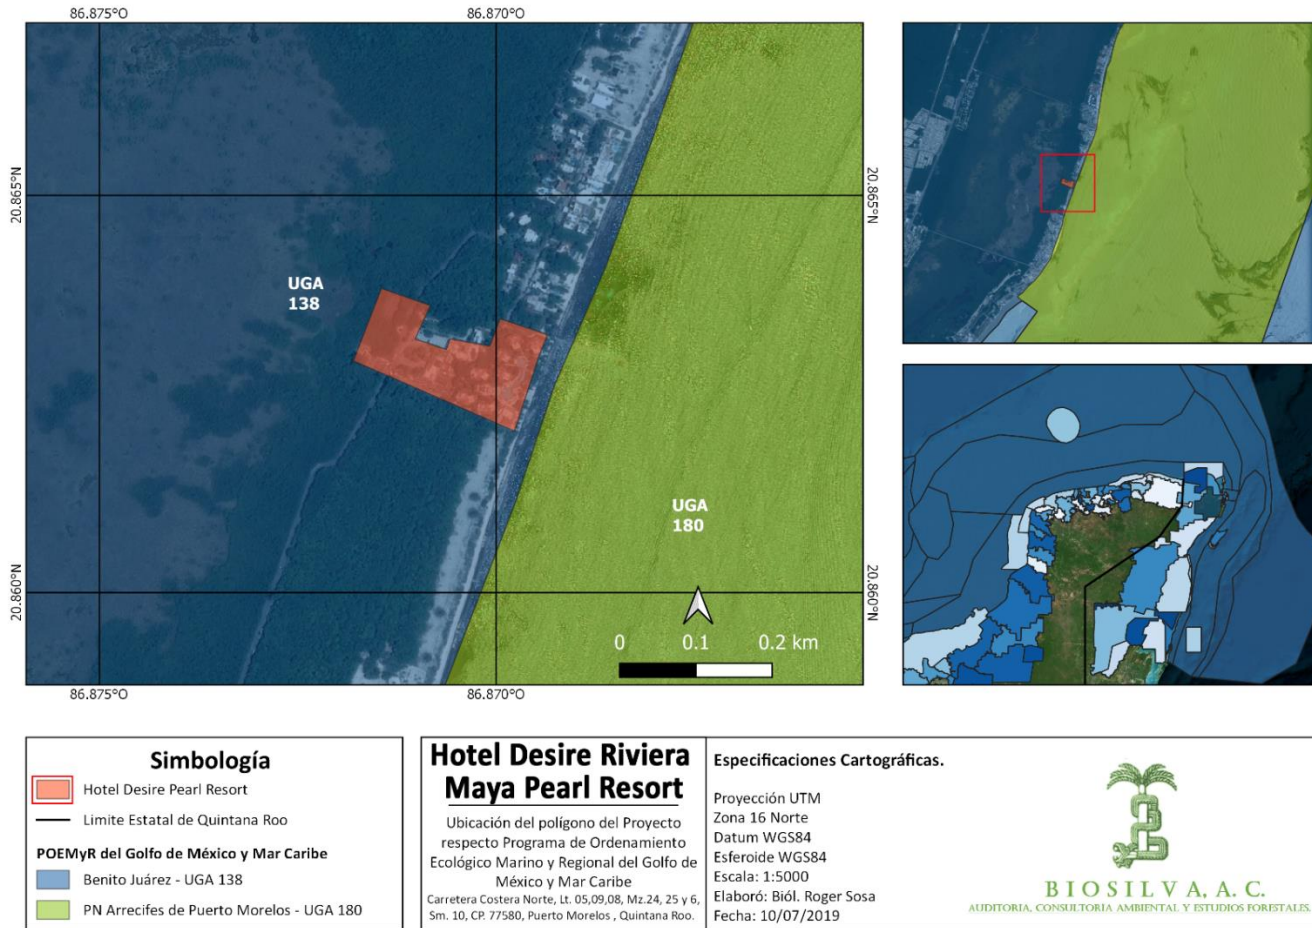 86.875°O
86.870°O
20.865°N
20.865°N
UGA
138
UGA
180
20.860°N
20.860°N
0 0.1 0.2 km
86.875°O
86.870°O
Simbología
Hotel Desire Pearl Resort
Limite Estatal de Quintana Roo
POEMyR del Golfo de México y Mar Caribe
Benito Juárez - UGA 138
PN Arrecifes de Puerto Morelos - UGA 180
Hotel Desire Riviera
Maya Pearl Resort
Ubicación del polígono del Proyecto
respecto Programa de Ordenamiento
Ecológico Marino y Regional del Golfo de
México y Mar Caribe
Carretera Costera Norte, Lt. 05,09,08, Mz.24, 25 y 6,
Sm. 10, CP. 77580, Puerto Morelos , Quintana Roo.
Especificaciones Cartográficas.
Proyección UTM
Zona 16 Norte
Datum WGS84
Esferoide WGS84
Escala: 1:5000
Elaboró: Biól. Roger Sosa
Fecha: 10/07/2019
BIOSILVA, A. C.
AUDITORIA, CONSULTORIA AMBIENTAL Y ESTUDIOS FORESTALES.